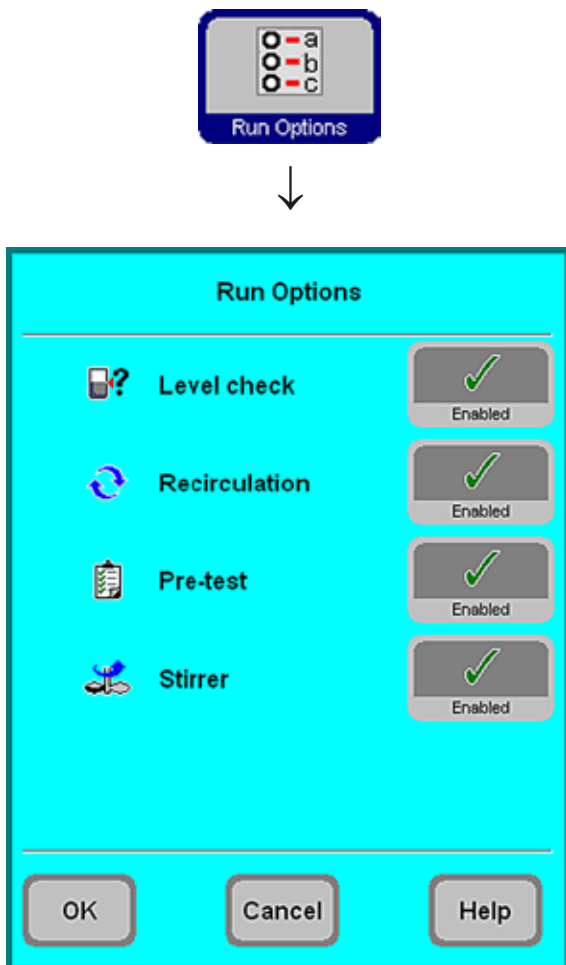 a
b
c
Run Options
↓
Run Options
? Level check
Enabled
Recirculation
Enabled
Pre-test
Enabled
Stirrer
Enabled
OK Cancel Help